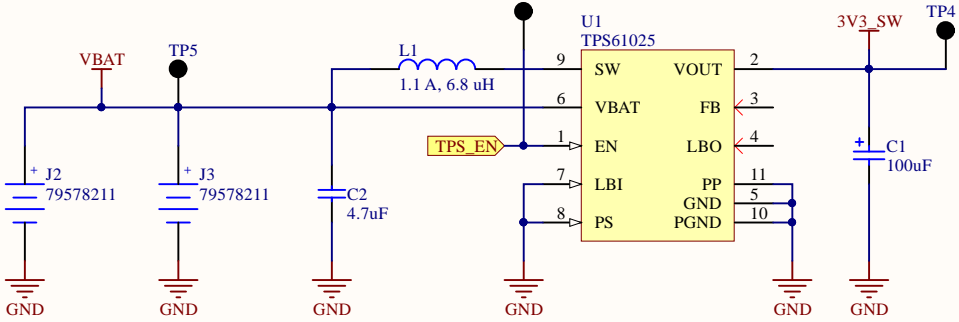 VBAT
TP5
L1
1.1 A, 6.8 uH
U1
TPS61025
3V3_SW
TP4
9 SW VOUT 2
6 VBAT FB 3
TPS_EN
1 EN LBO 4
7 LBI PP 11
GND 5
8 PS PGND 10
+ J2
79578211
+ J3
79578211
C2
4.7uF
+ C1
100uF
GND
GND
GND
GND
GND
GND